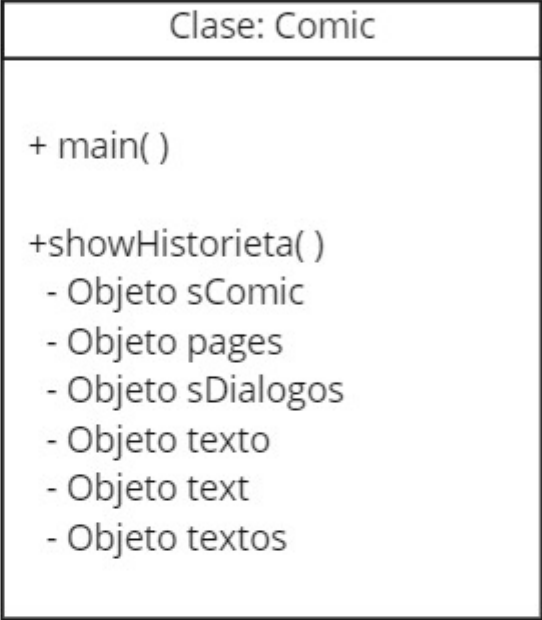 Clase: Comic
+ main( )
+showHistorieta( )
- Objeto sComic
- Objeto pages
- Objeto sDialogos
- Objeto texto
- Objeto text
- Objeto textos